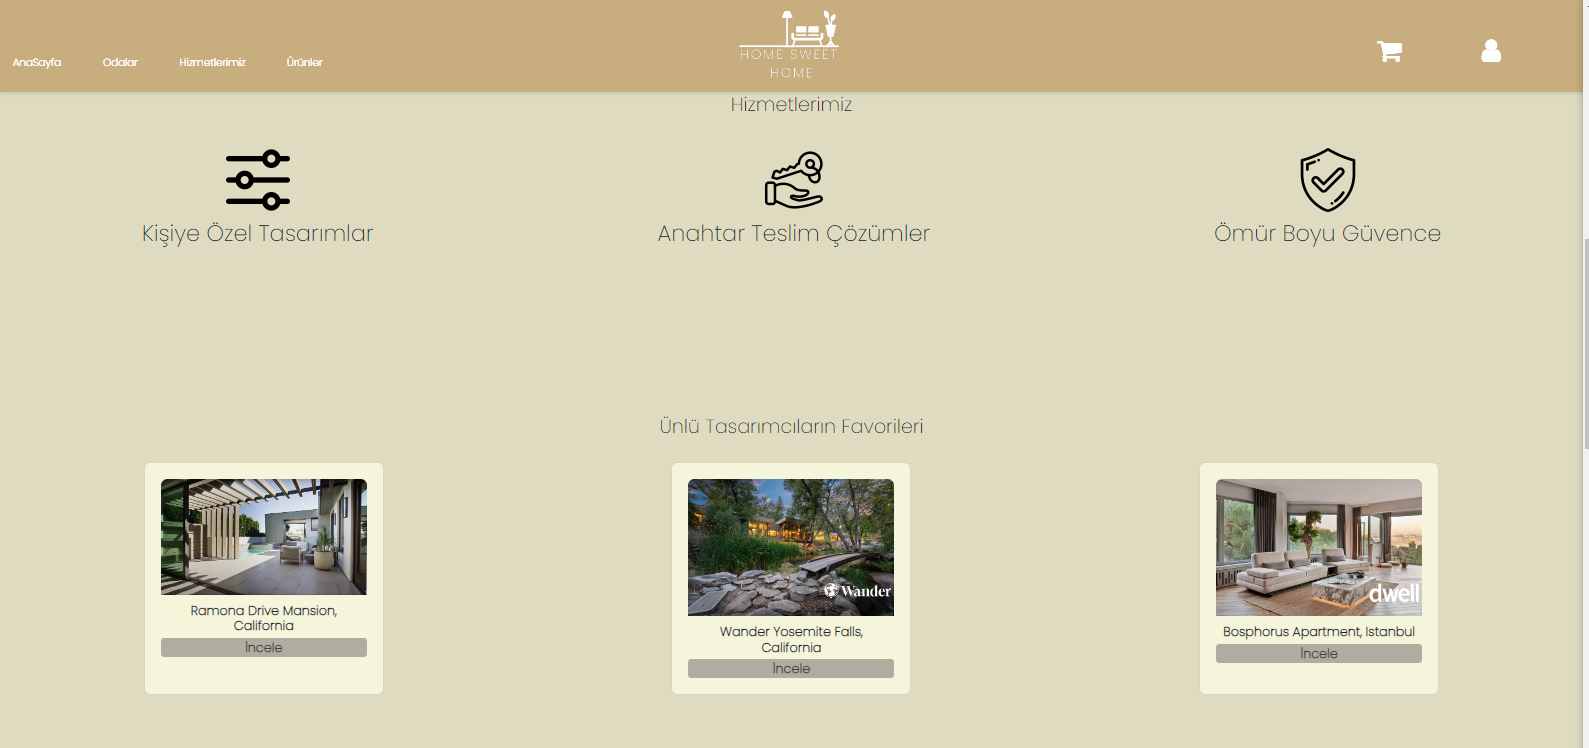 HOME SWEET
HOME
AnaSayfa
Odalar
Hizmetlerimiz
Ürünler
Hizmetlerimiz
Kişiye Özel Tasarımlar
Anahtar Teslim Çözümler
Ömür Boyu Güvence
Ünlü Tasarımcıların Favorileri
Ramona Drive Mansion,
California
İncele
Wander
Wander Yosemite Falls,
California
İncele
dwell
Bosphorus Apartment, Istanbul
İncele